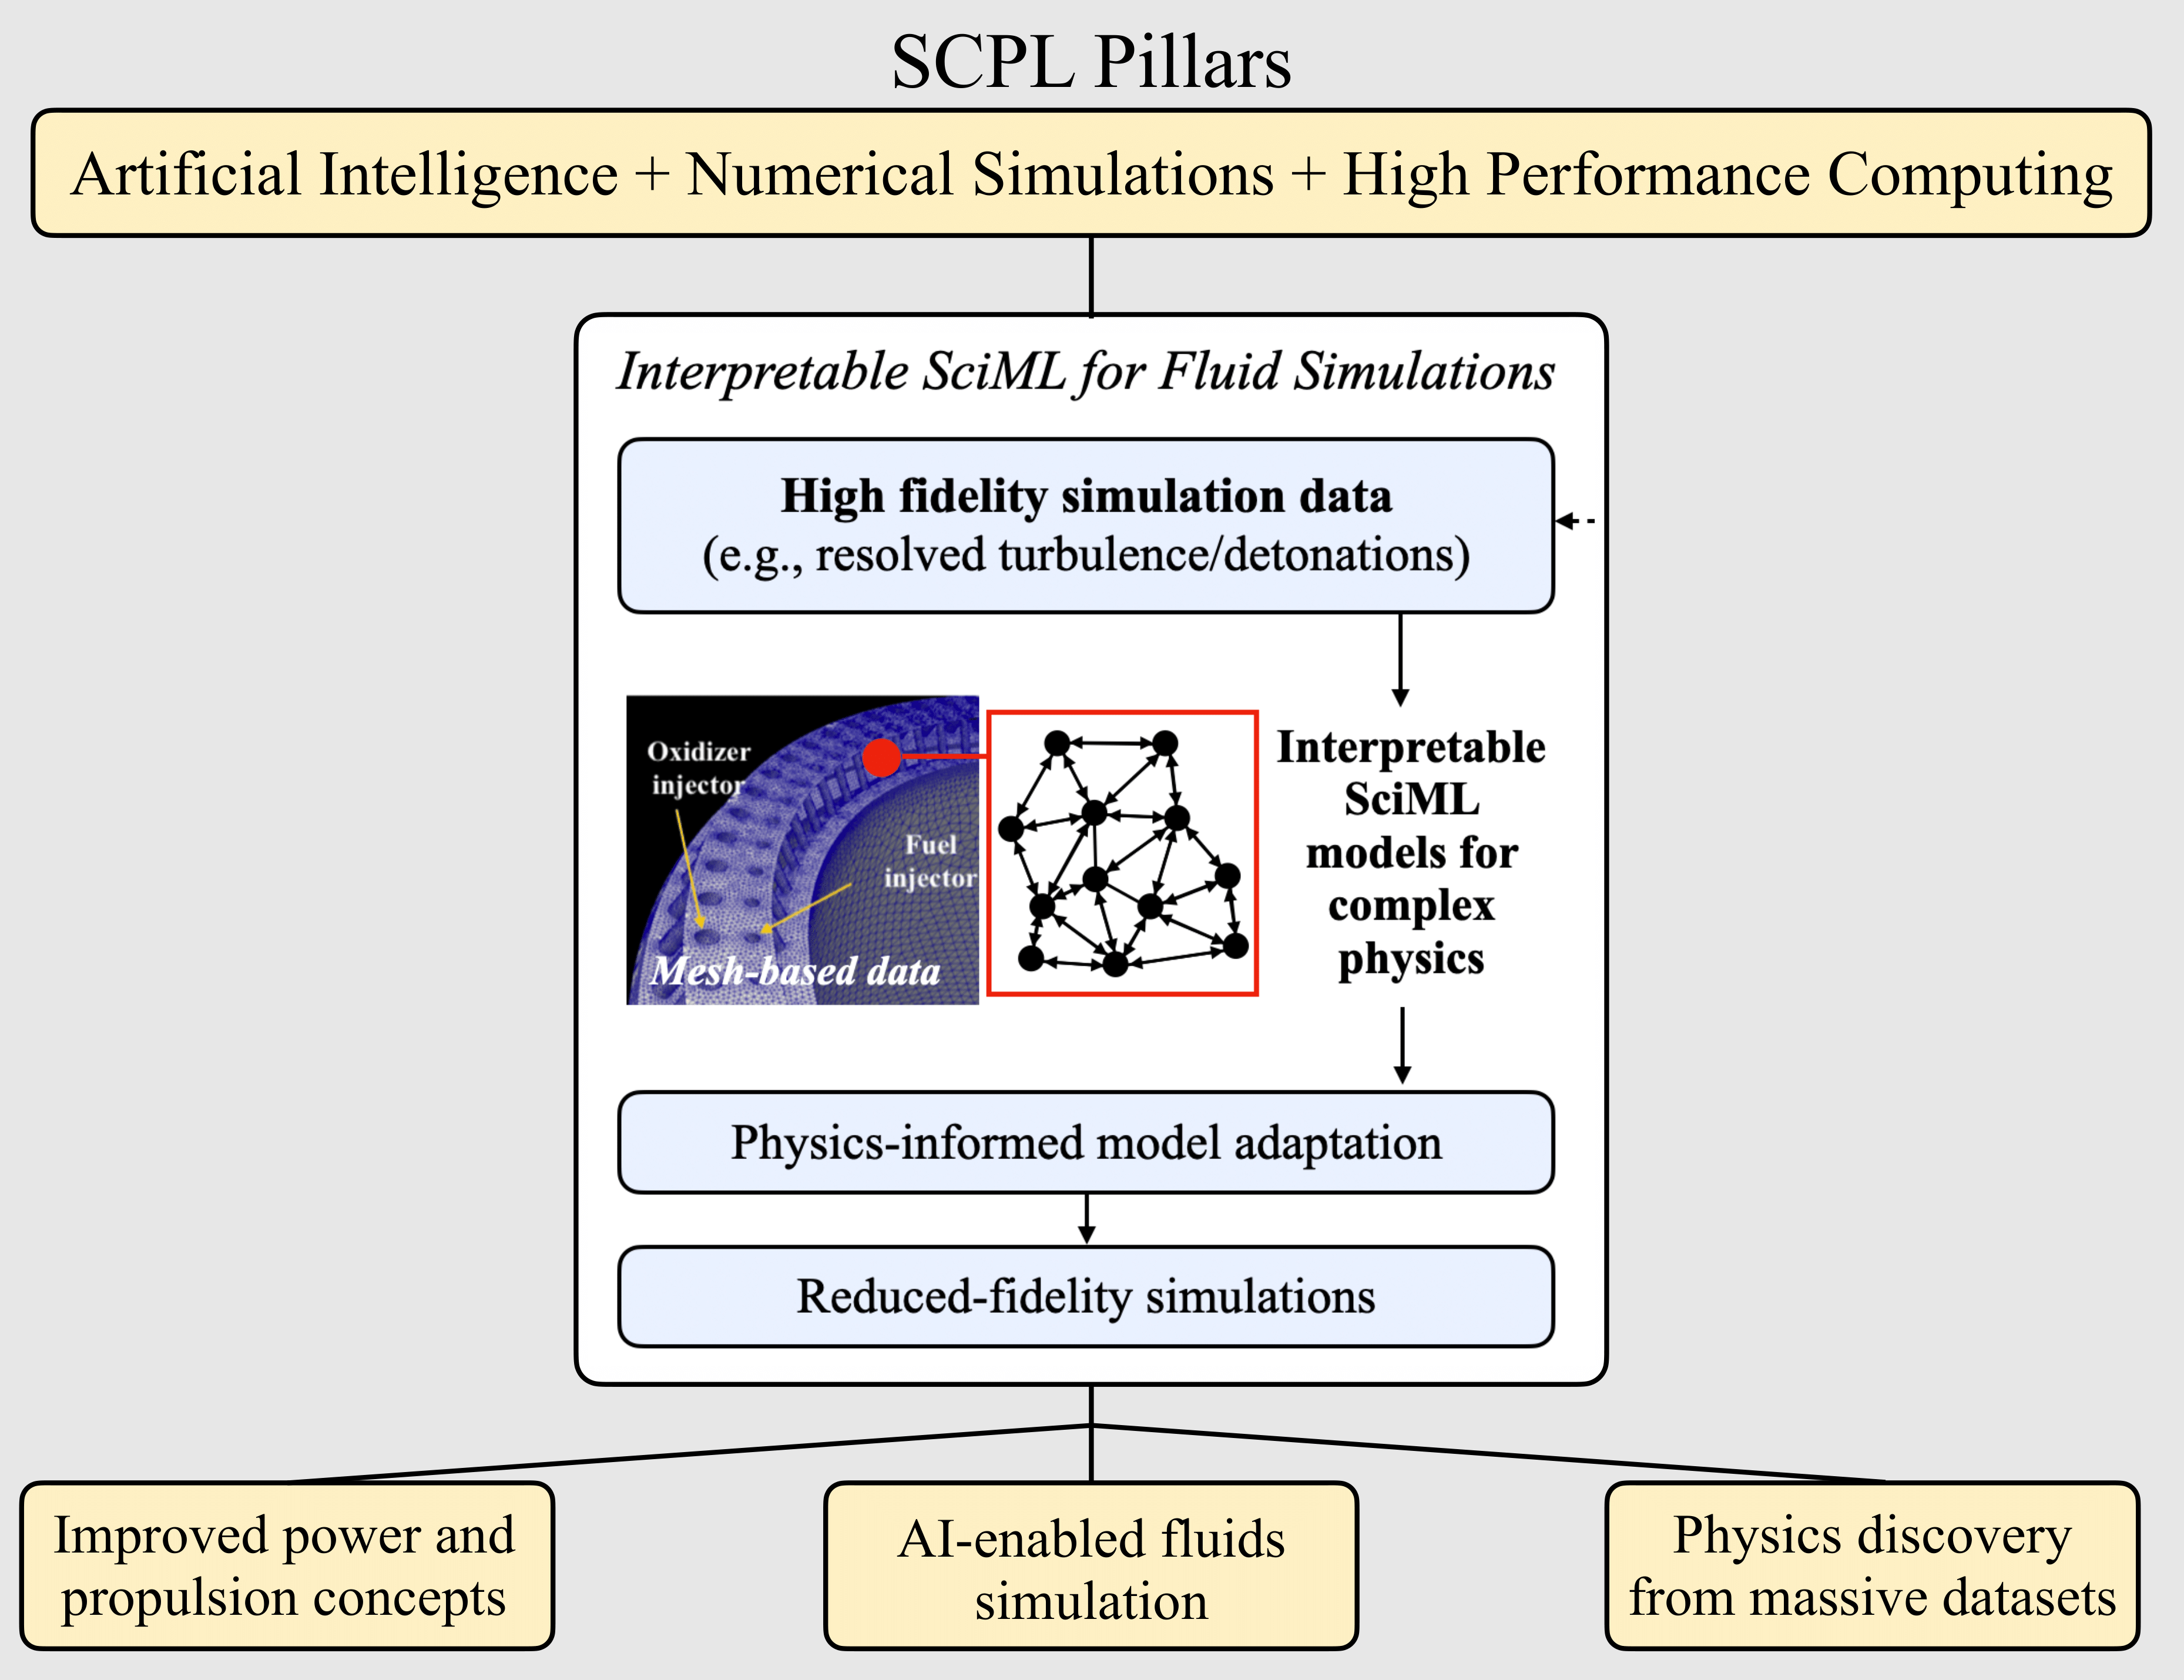 SCPL Pillars
Artificial Intelligence + Numerical Simulations + High Performance Computing
Interpretable SciML for Fluid Simulations
High fidelity simulation data
(e.g., resolved turbulence/detonations)
Oxidizer
injector
Fuel
injector
Mesh-based data
Interpretable
SciML
models for
complex
physics
Physics-informed model adaptation
Reduced-fidelity simulations
Improved power and
propulsion concepts
AI-enabled fluids
simulation
Physics discovery
from massive datasets